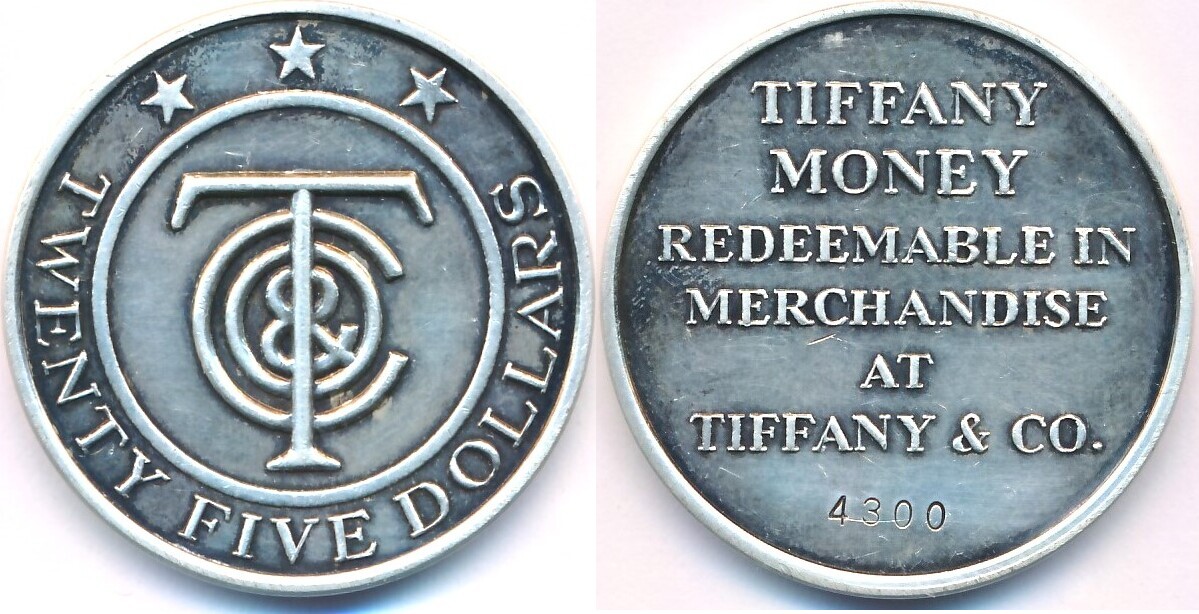 TWENTY FIVE DOLLARS
T&CO
TIFFANY
MONEY
REDEEMABLE IN
MERCHANDISE
AT
TIFFANY & CO.
4300